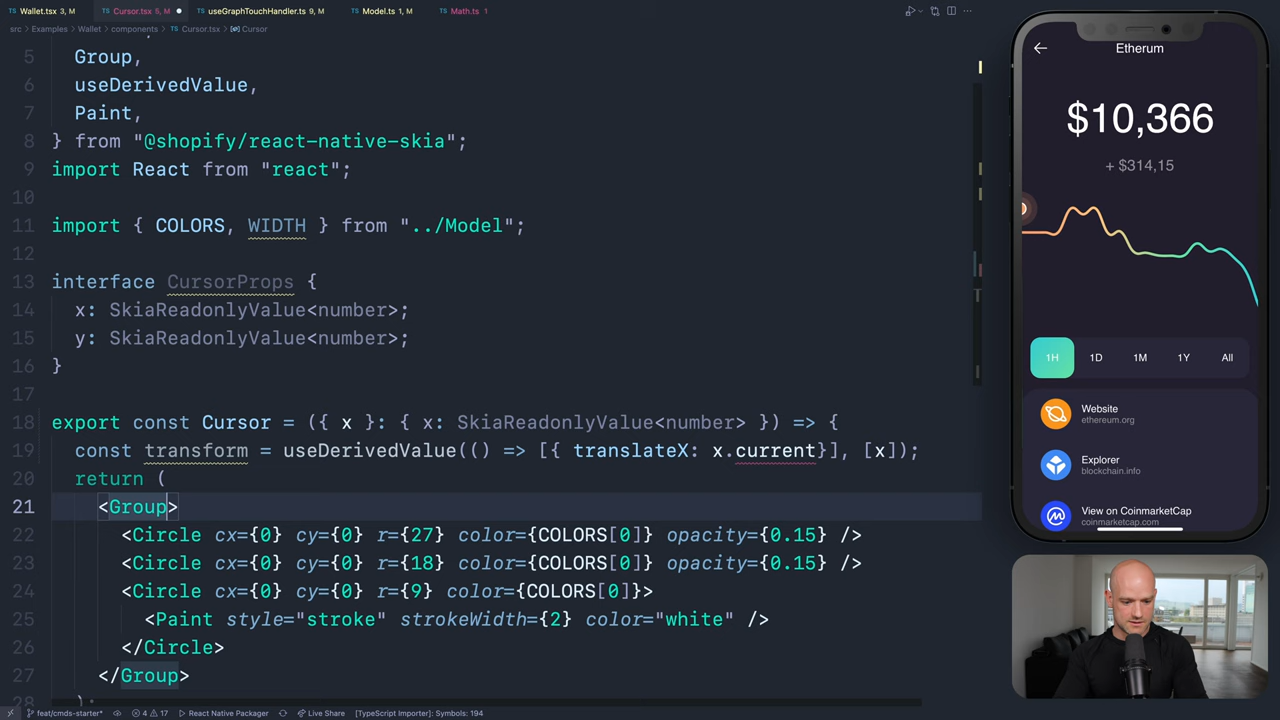 Wallet.tsx 3, M
Cursor.tsx 5, M
useGraphTouchHandler.ts 9, M
Model.ts 1, M
Math.ts 1
src › Examples › Wallet › components › Cursor.tsx › Cursor
5 Group,
6 useDerivedValue,
7 Paint,
8 } from "@shopify/react-native-skia";
9 import React from "react";
10
11 import { COLORS, WIDTH } from "../Model";
12
13 interface CursorProps {
14 x: SkiaReadonlyValue<number>;
15 y: SkiaReadonlyValue<number>;
16 }
17
18 export const Cursor = ({ x }: { x: SkiaReadonlyValue<number> }) => {
19 const transform = useDerivedValue(() => [{ translateX: x.current}], [x]);
20 return (
21 <Group>
22 <Circle cx={0} cy={0} r={27} color={COLORS[0]} opacity={0.15} />
23 <Circle cx={0} cy={0} r={18} color={COLORS[0]} opacity={0.15} />
24 <Circle cx={0} cy={0} r={9} color={COLORS[0]}>
25 <Paint style="stroke" strokeWidth={2} color="white" />
26 </Circle>
27 </Group>
feat/cmds-starter* 4 17 React Native Packager Live Share [TypeScript Importer]: Symbols: 194
Etherum
$10,366
+ $314,15
1H 1D 1M 1Y All
Website
ethereum.org
Explorer
blockchain.info
View on CoinmarketCap
coinmarketcap.com